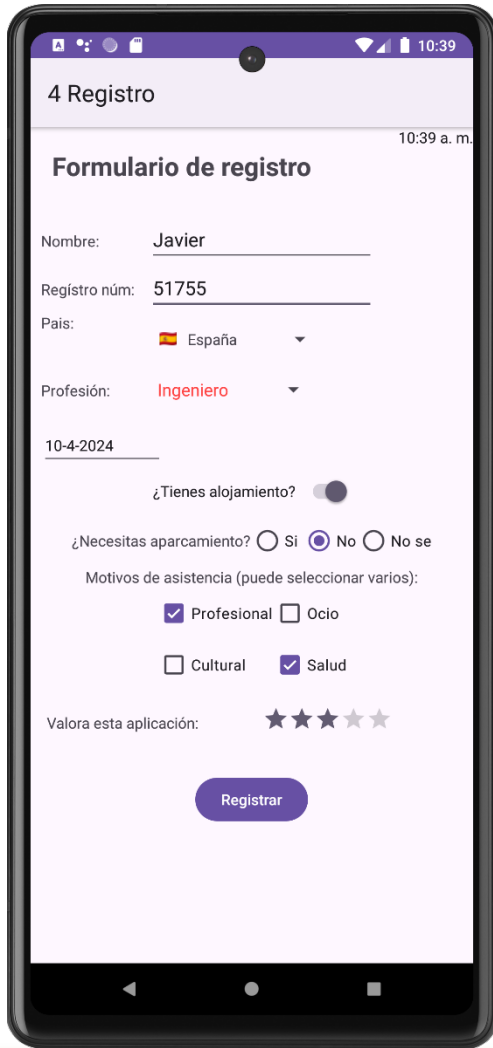 10:39
4 Registro
10:39 a. m.
Formulario de registro
Nombre: Javier
Regístro núm: 51755
Pais:
España
Profesión: Ingeniero
10-4-2024
¿Tienes alojamiento?
¿Necesitas aparcamiento? Si No No se
Motivos de asistencia (puede seleccionar varios):
Profesional Ocio
Cultural Salud
Valora esta aplicación:
Registrar